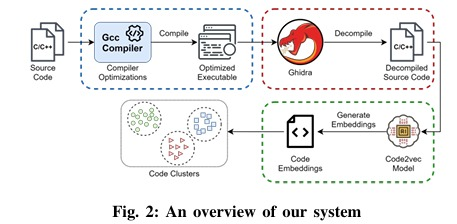 C/C++
Source
Code
Gcc
Compiler
Compiler
Optimizations
Compile
Optimized
Executable
Ghidra
Decompile
C/C++
Decompiled
Source Code
Code Clusters
Code
Embeddings
Generate
Embeddings
AI
Code2vec
Model
Fig. 2: An overview of our system